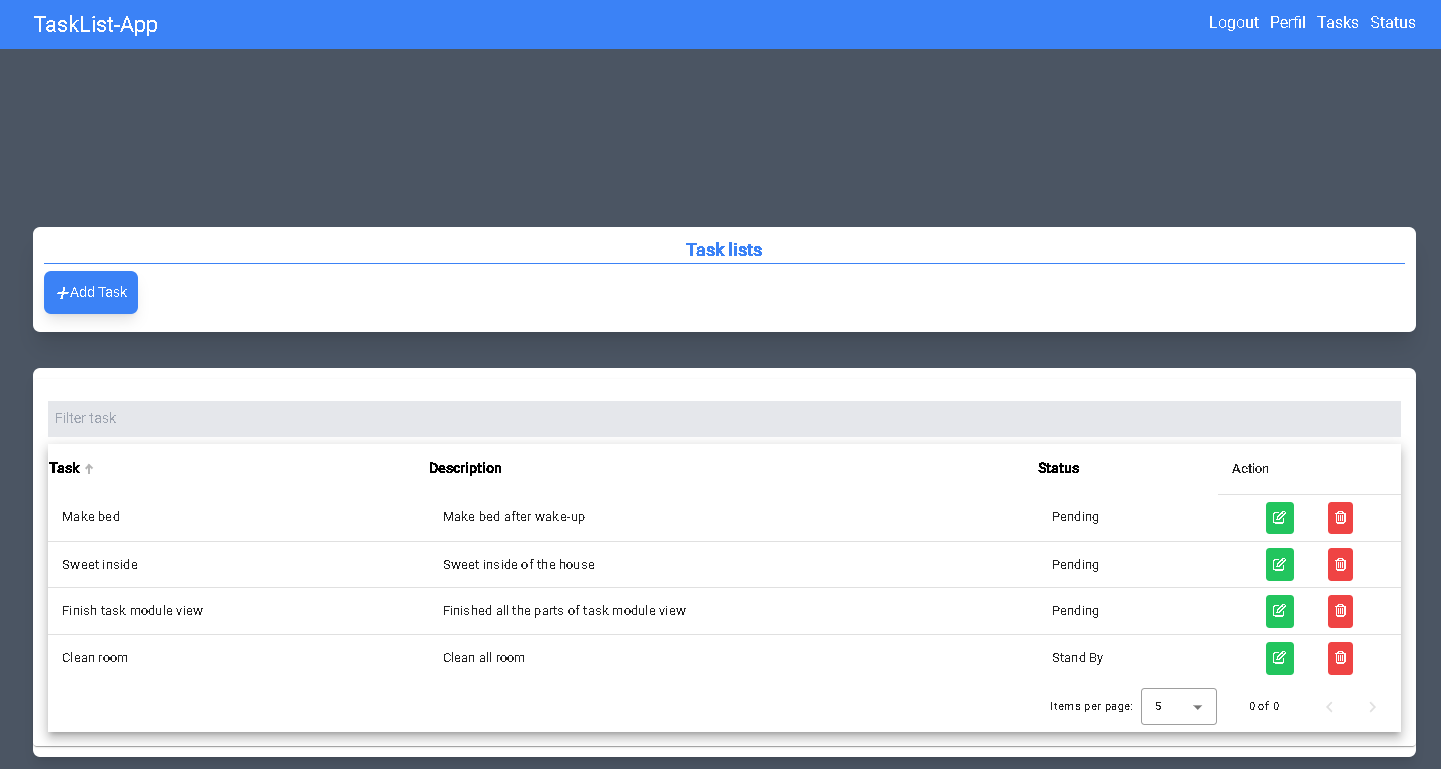 TaskList-App Logout Perfil Tasks Status
Task lists
Add Task
Filter task
Task Description Status Action
Make bed Make bed after wake-up Pending
Sweet inside Sweet inside of the house Pending
Finish task module view Finished all the parts of task module view Pending
Clean room Clean all room Stand By
Items per page: 5 0 of 0